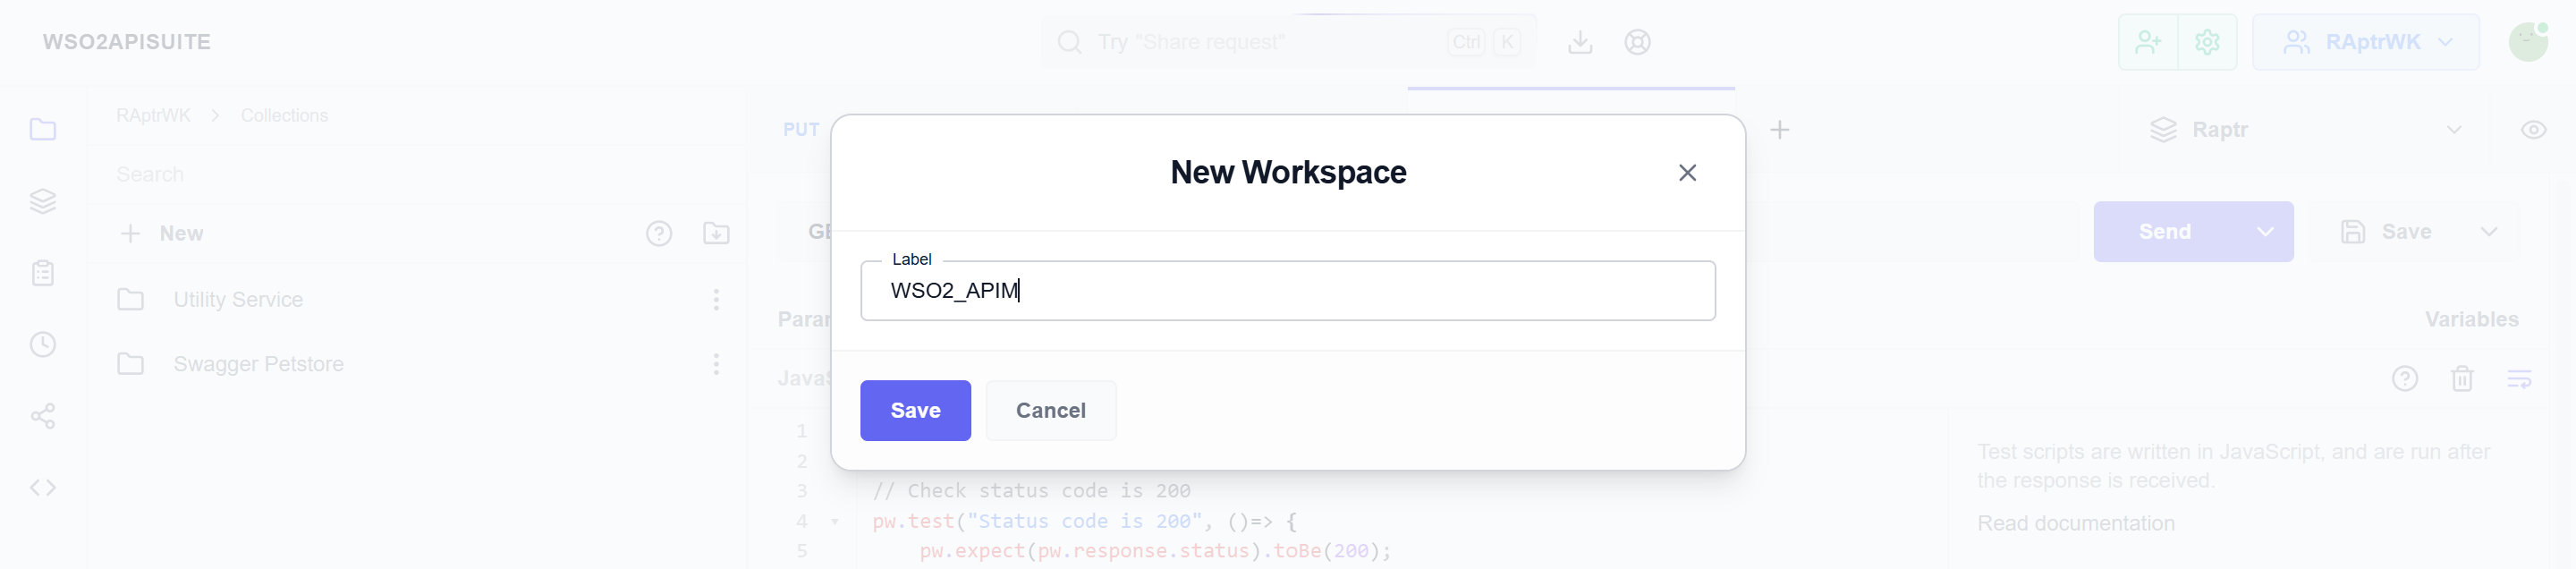 WSO2APISUITE
Try "Share request"
Ctrl K
RAptrWK
RAptrWK > Collections
Search
New
Utility Service
Swagger Petstore
PUT
Raptr
Send
Save
Variables
New Workspace
Label
WSO2_APIM
Save
Cancel
1
2
3 // Check status code is 200
4 pw.test("Status code is 200", ()=> {
5 pw.expect(pw.response.status).toBe(200);
Test scripts are written in JavaScript, and are run after
the response is received.
Read documentation